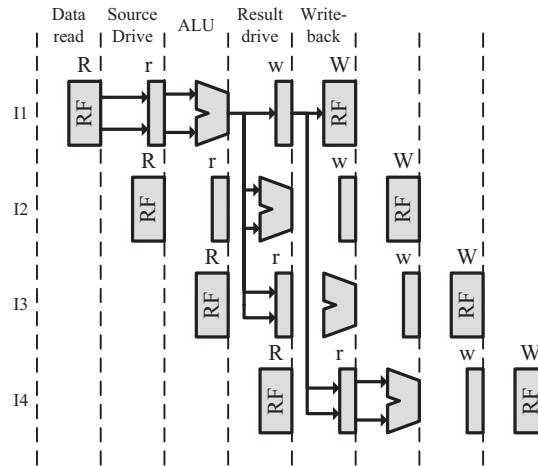 Data read
Source Drive
ALU
Result drive
Write-back
R r w W
I1 RF RF
R r w W
I2 RF RF
R r w W
I3 RF RF
R r w W
I4 RF RF